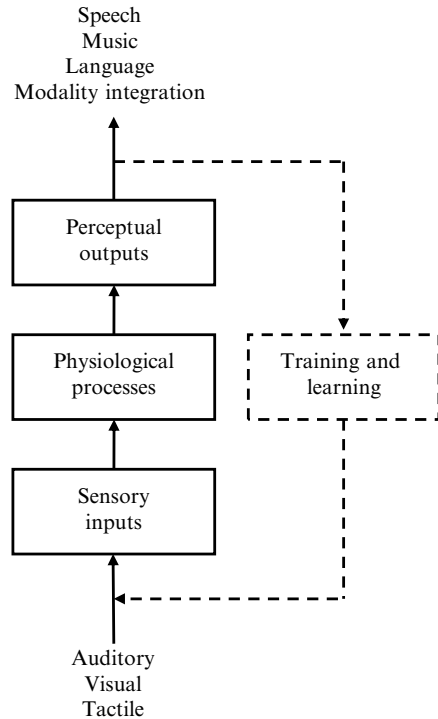 Speech
Music
Language
Modality integration
Perceptual
outputs
Physiological
processes
Training and
learning
Sensory
inputs
Auditory
Visual
Tactile